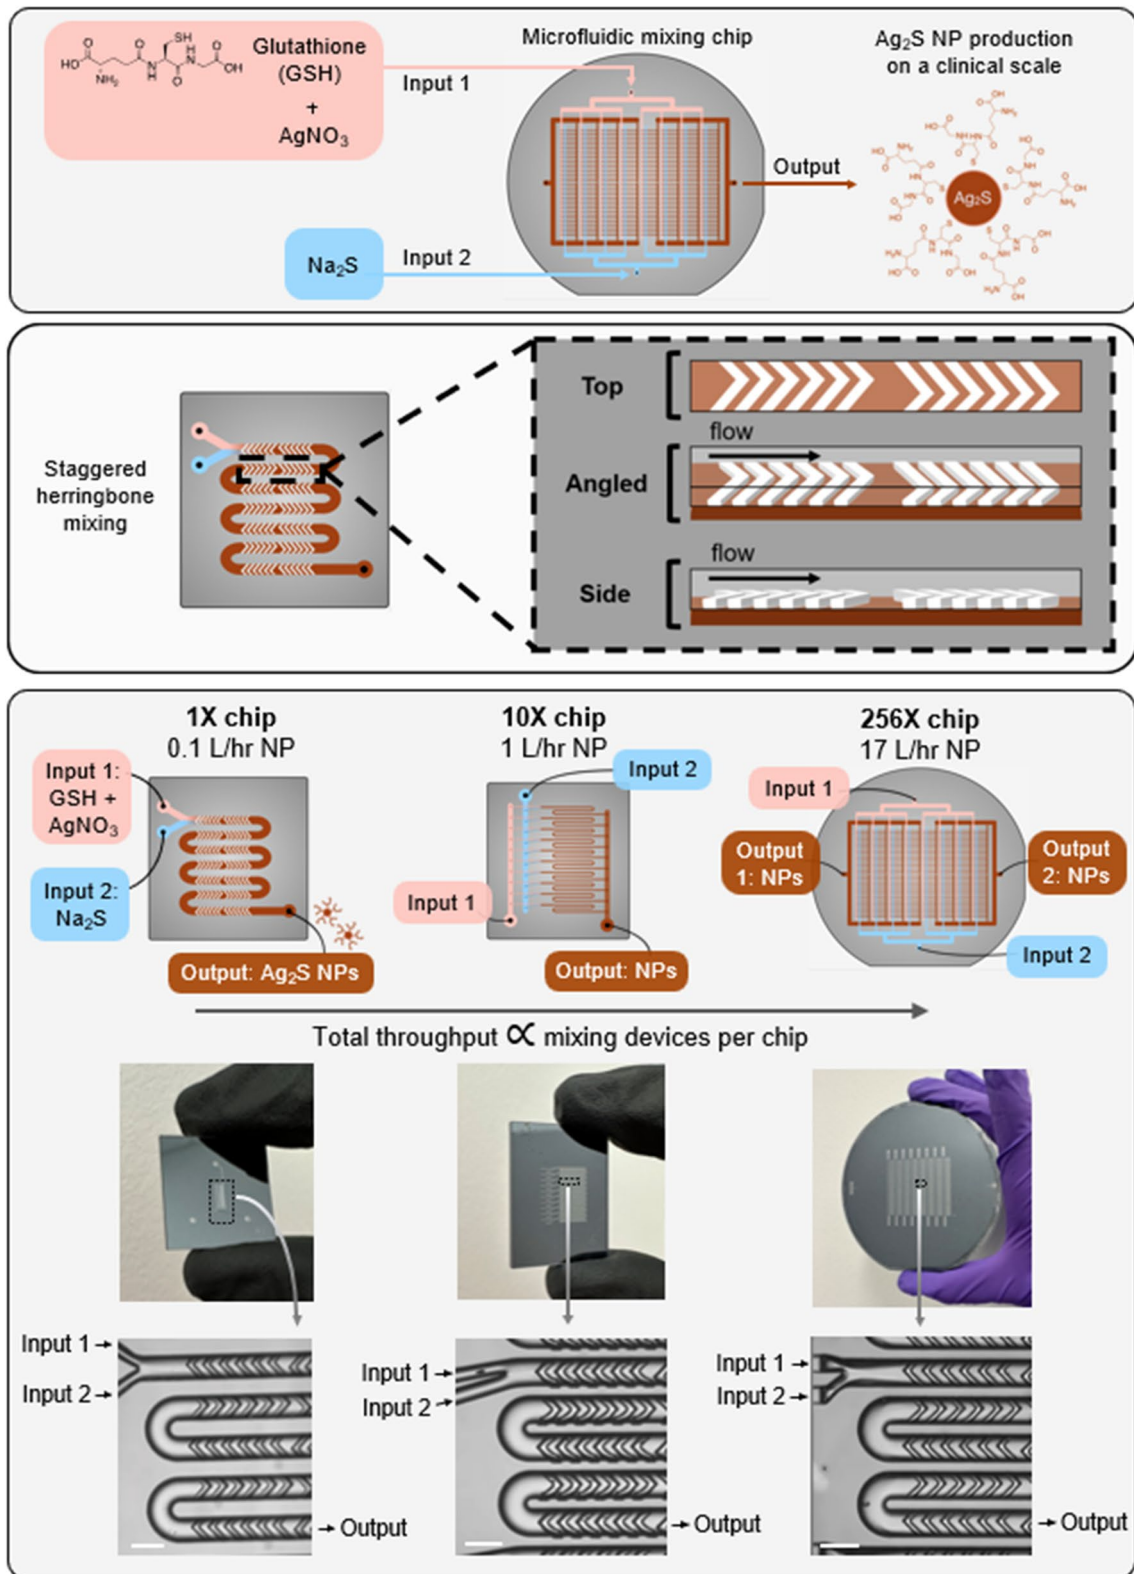 Glutathione
(GSH)
+
AgNO₃
SH
O
HO
NH₂
O
H
N
N
H
O
O
OH
Input 1
Microfluidic mixing chip
Ag₂S NP production
on a clinical scale
Output
Ag₂S
Na₂S
Input 2
Staggered
herringbone
mixing
Top
flow
Angled
flow
Side
1X chip
0.1 L/hr NP
10X chip
1 L/hr NP
256X chip
17 L/hr NP
Input 1:
GSH +
AgNO₃
Input 2:
Na₂S
Output: Ag₂S NPs
Input 2
Input 1
Output: NPs
Input 1
Output
1: NPs
Output
2: NPs
Input 2
Total throughput ∝ mixing devices per chip
Input 1
Input 2
Output
Input 1
Input 2
Output
Input 1
Input 2
Output